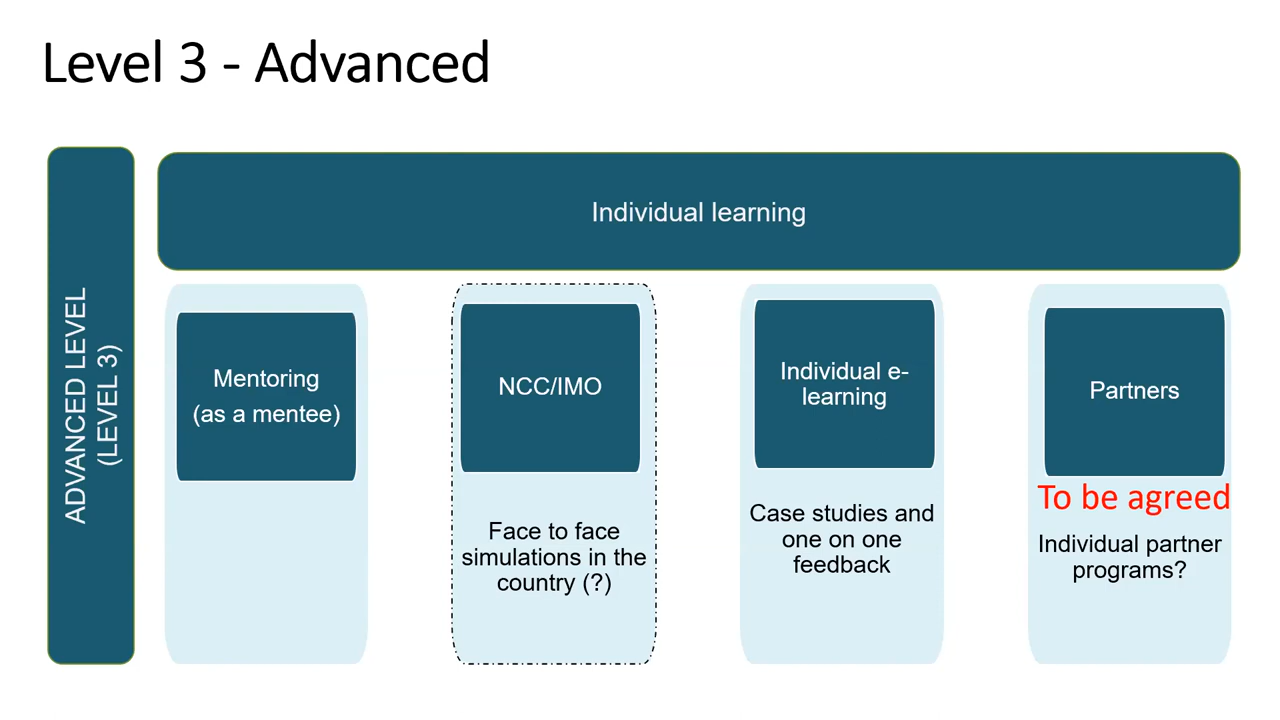 Level 3 - Advanced
ADVANCED LEVEL
(LEVEL 3)
Individual learning
Mentoring
(as a mentee)
NCC/IMO
Face to face
simulations in the
country (?)
Individual e-
learning
Case studies and
one on one
feedback
Partners
To be agreed
Individual partner
programs?